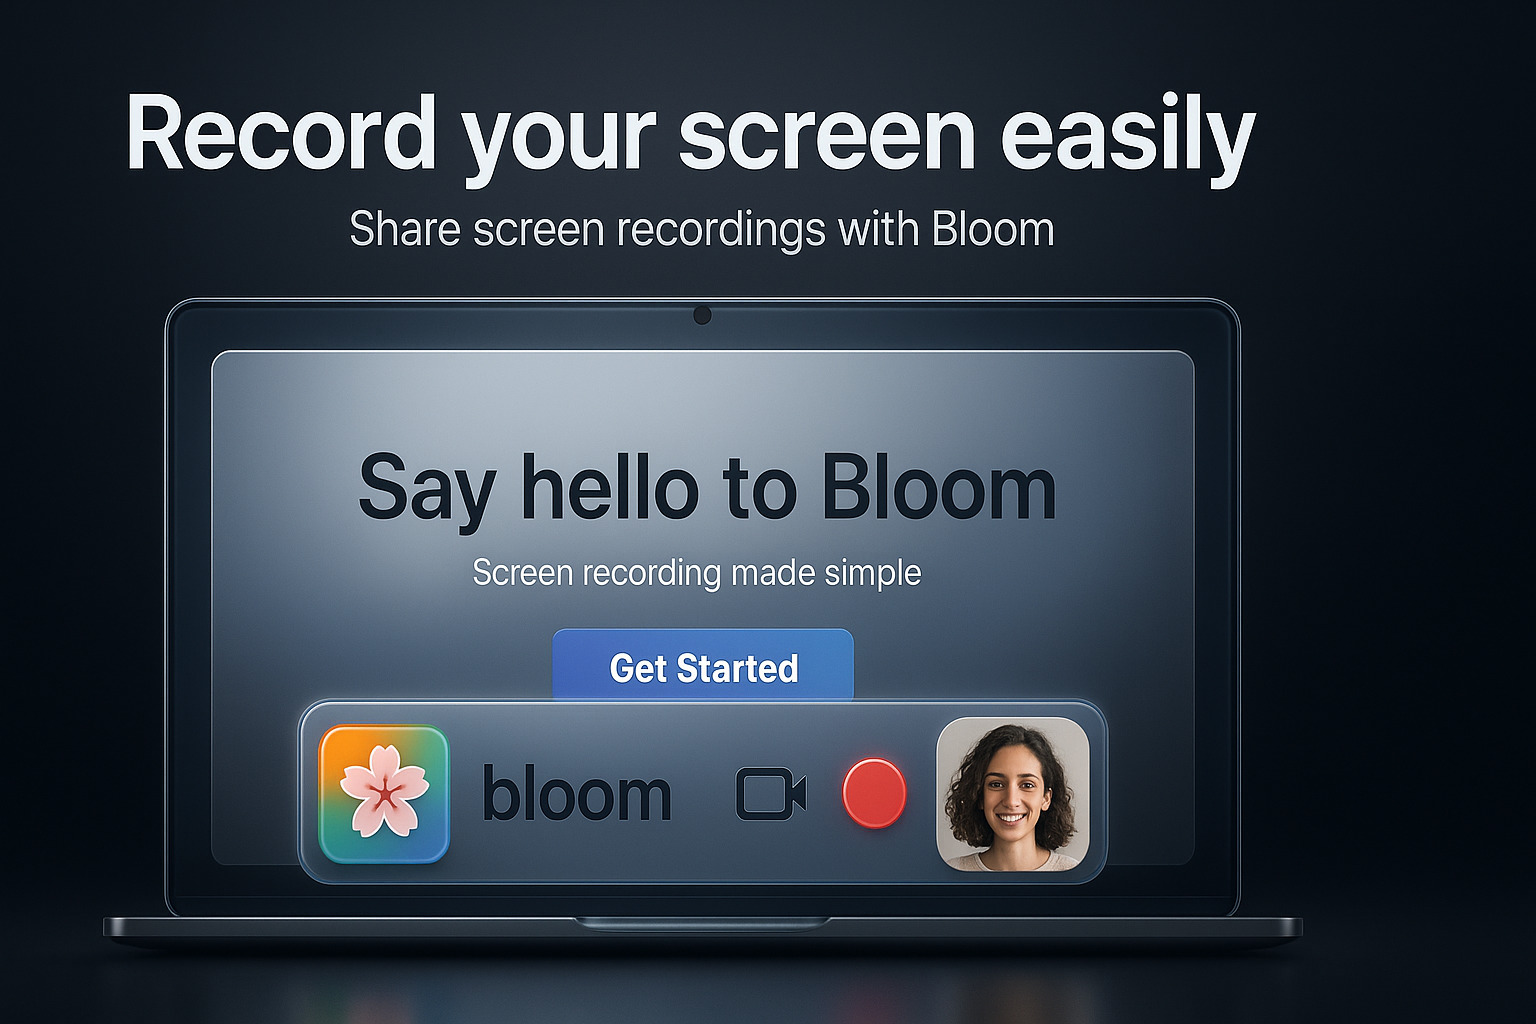 Record your screen easily
Share screen recordings with Bloom
Say hello to Bloom
Screen recording made simple
Get Started
bloom